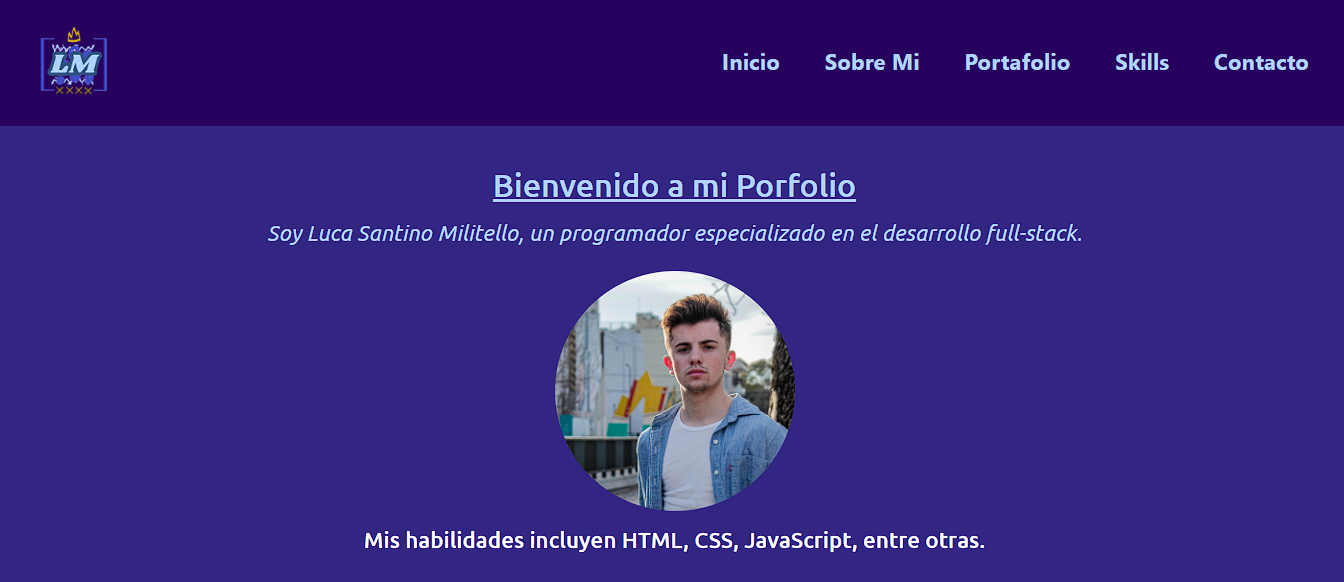 LM
XXXX
Inicio Sobre Mi Portafolio Skills Contacto
Bienvenido a mi Porfolio
Soy Luca Santino Militello, un programador especializado en el desarrollo full-stack.
Mis habilidades incluyen HTML, CSS, JavaScript, entre otras.